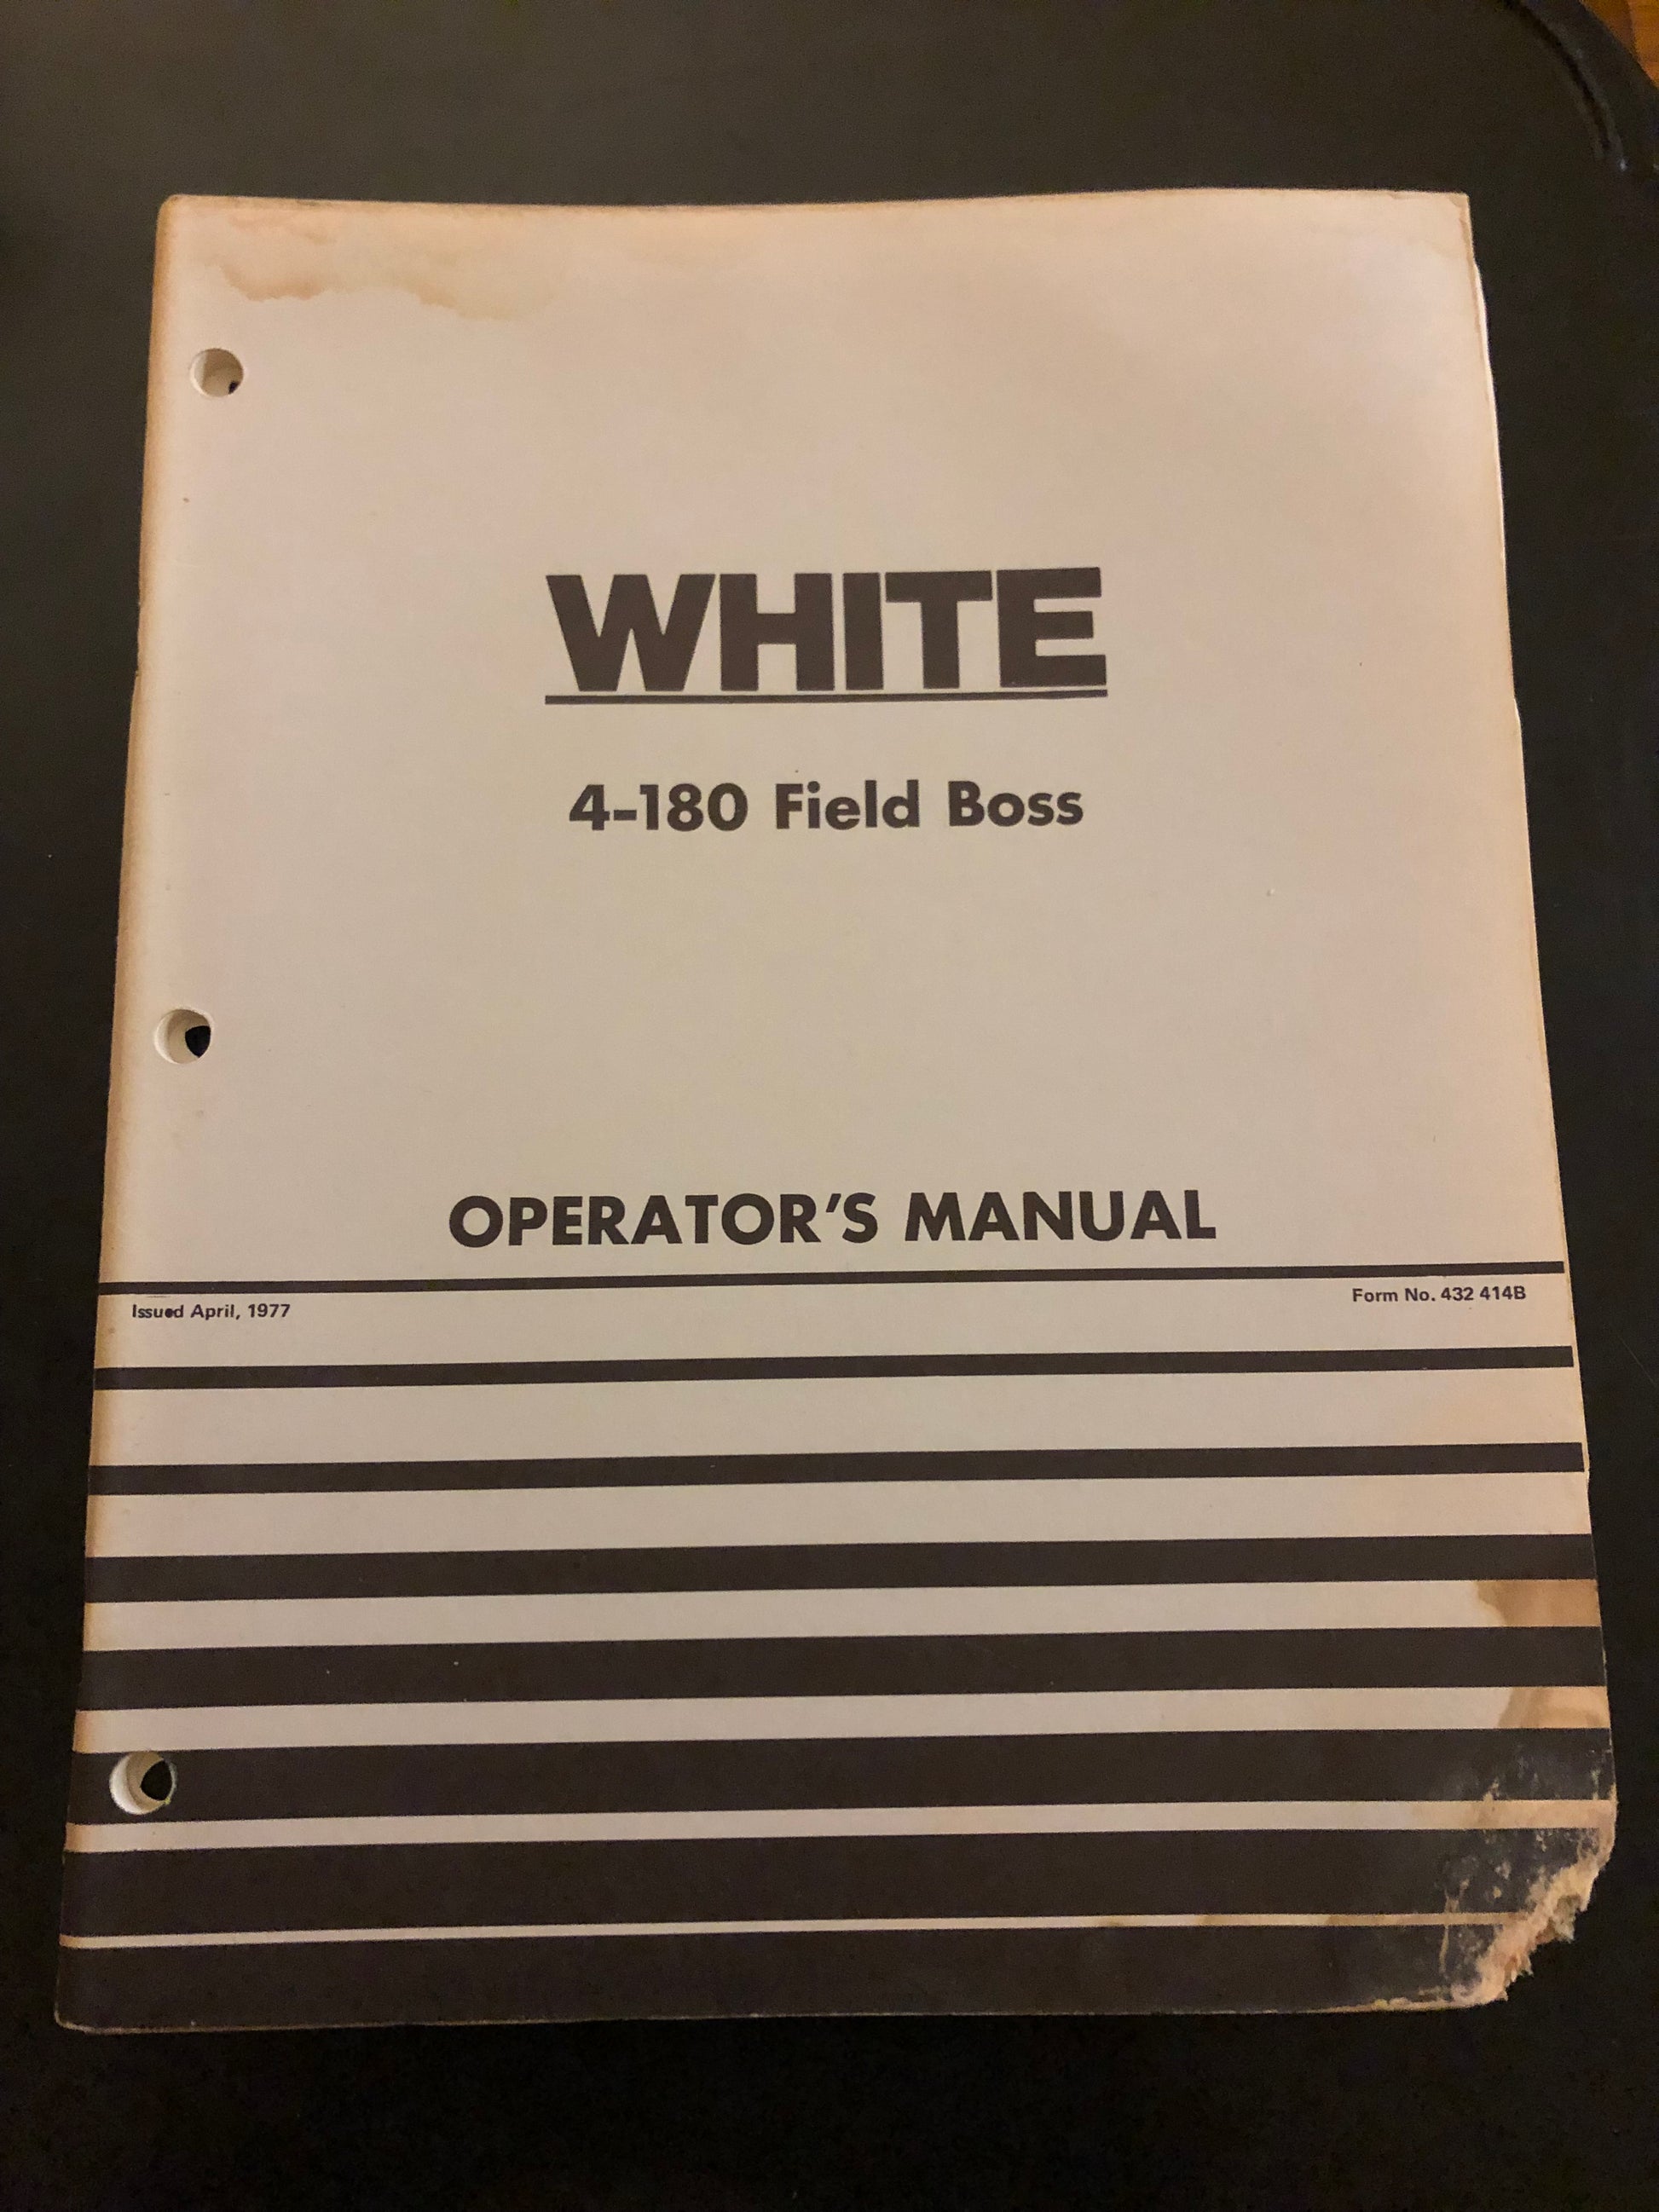 WHITE
4-180 Field Boss
OPERATOR'S MANUAL
Issued April, 1977
Form No. 432 414B